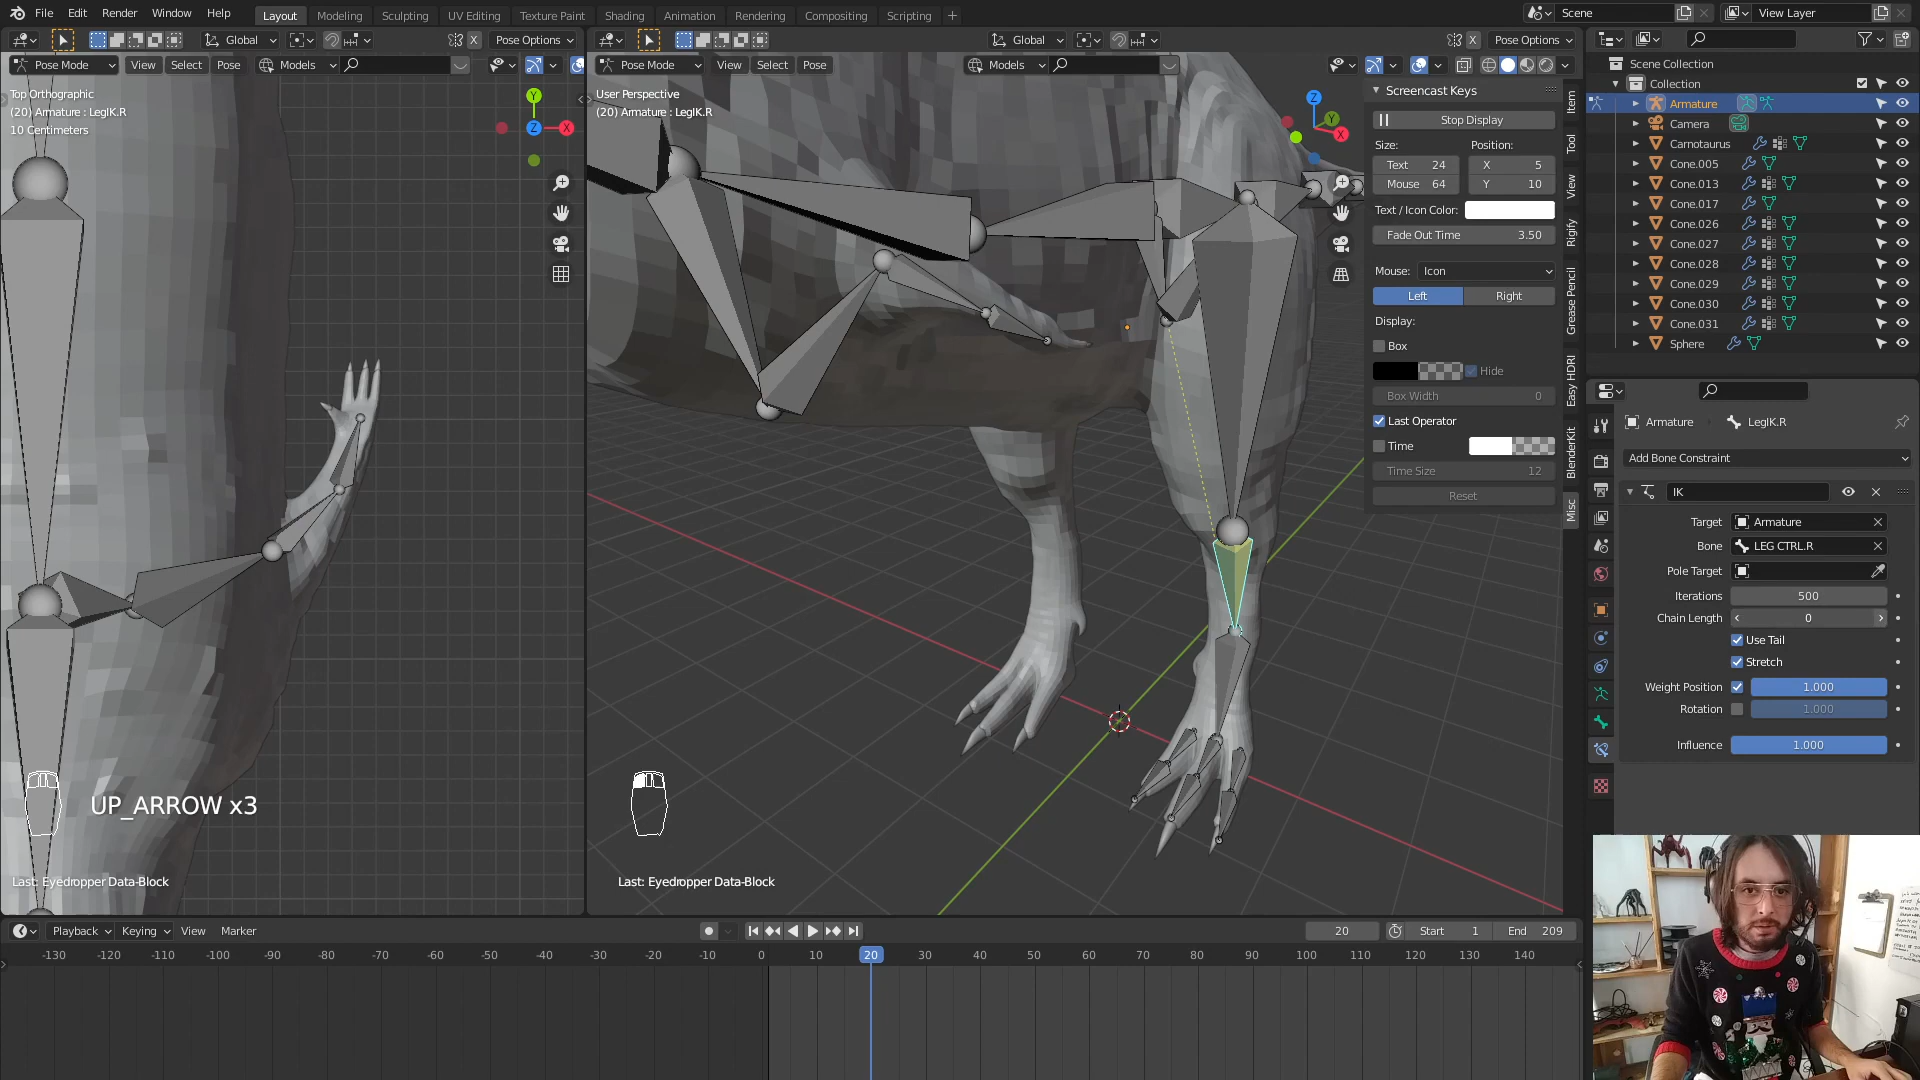 File Edit Render Window Help
Layout Modeling Sculpting UV Editing Texture Paint Shading Animation Rendering Compositing Scripting +
Scene View Layer
Global Pose Options
Global Pose Options
Pose Mode View Select Pose Models
Pose Mode View Select Pose Models
Top Orthographic
(20) Armature : LegIK.R
10 Centimeters
Y
Z
X
UP_ARROW x3
Last: Eyedropper Data-Block
User Perspective
(20) Armature : LegIK.R
Z
Y
X
Last: Eyedropper Data-Block
Screencast Keys
Stop Display
Size: Position:
Text 24 X 5
Mouse 64 Y 10
Text / Icon Color:
Fade Out Time 3.50
Mouse: Icon
Left Right
Display:
Box
Hide
Box Width 0
Last Operator
Time
Time Size 12
Reset
Item
Tool
View
Rigify
Grease Pencil
Easy HDRI
BlenderKit
Misc
Scene Collection
Collection
Armature
Camera
Carnotaurus
Cone.005
Cone.013
Cone.017
Cone.026
Cone.027
Cone.028
Cone.029
Cone.030
Cone.031
Sphere
Armature LegIK.R
Add Bone Constraint
IK
Target Armature
Bone LEG CTRL.R
Pole Target
Iterations 500
Chain Length 0
Use Tail
Stretch
Weight Position 1.000
Rotation 1.000
Influence 1.000
Playback Keying View Marker
20 Start 1 End 209
-130 -120 -110 -100 -90 -80 -70 -60 -50 -40 -30 -20 -10 0 10 20 30 40 50 60 70 80 90 100 110 120 130 140